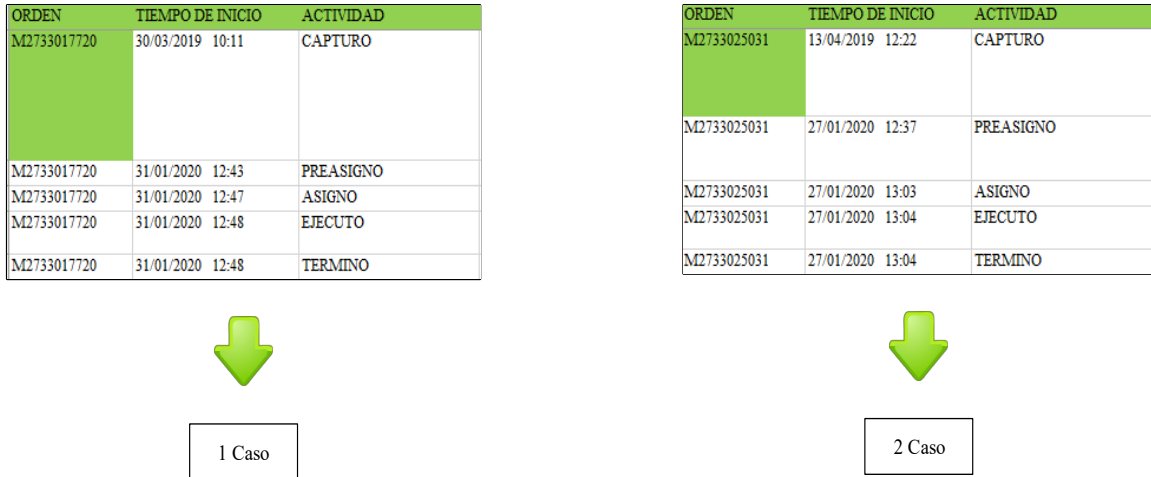 ORDEN TIEMPO DE INICIO ACTIVIDAD
M2733017720 30/03/2019 10:11 CAPTURO
M2733017720 31/01/2020 12:43 PREASIGNO
M2733017720 31/01/2020 12:47 ASIGNO
M2733017720 31/01/2020 12:48 EJECUTO
M2733017720 31/01/2020 12:48 TERMINO
1 Caso
ORDEN TIEMPO DE INICIO ACTIVIDAD
M2733025031 13/04/2019 12:22 CAPTURO
M2733025031 27/01/2020 12:37 PREASIGNO
M2733025031 27/01/2020 13:03 ASIGNO
M2733025031 27/01/2020 13:04 EJECUTO
M2733025031 27/01/2020 13:04 TERMINO
2 Caso